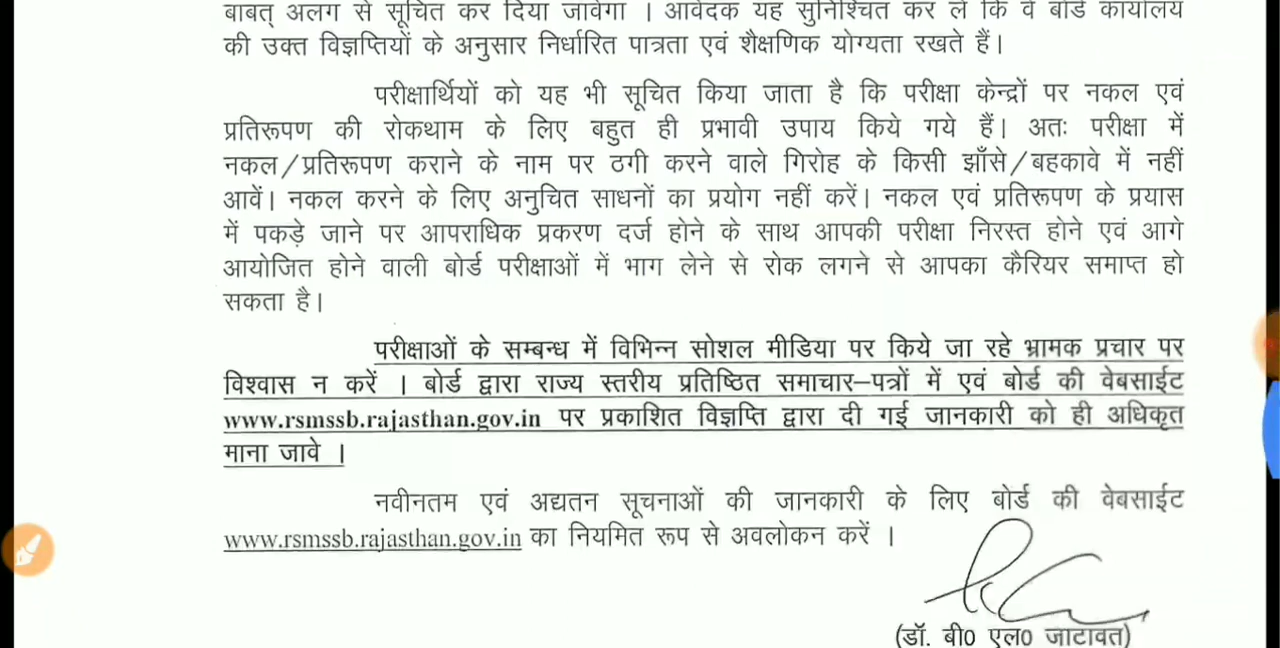 बाबत् अलग से सूचित कर दिया जावेगा । आवेदक यह सुनिश्चित कर लें कि वे बोर्ड कार्यालय
की उक्त विज्ञप्तियों के अनुसार निर्धारित पात्रता एवं शैक्षणिक योग्यता रखते हैं।
परीक्षार्थियों को यह भी सूचित किया जाता है कि परीक्षा केन्द्रों पर नकल एवं
प्रतिरूपण की रोकथाम के लिए बहुत ही प्रभावी उपाय किये गये हैं। अतः परीक्षा में
नकल/प्रतिरूपण कराने के नाम पर ठगी करने वाले गिरोह के किसी झाँसे/बहकावे में नहीं
आवें। नकल करने के लिए अनुचित साधनों का प्रयोग नहीं करें। नकल एवं प्रतिरूपण के प्रयास
में पकड़े जाने पर आपराधिक प्रकरण दर्ज होने के साथ आपकी परीक्षा निरस्त होने एवं आगे
आयोजित होने वाली बोर्ड परीक्षाओं में भाग लेने से रोक लगने से आपका कैरियर समाप्त हो
सकता है।
परीक्षाओं के सम्बन्ध में विभिन्न सोशल मीडिया पर किये जा रहे भ्रामक प्रचार पर
विश्वास न करें । बोर्ड द्वारा राज्य स्तरीय प्रतिष्ठित समाचार–पत्रों में एवं बोर्ड की वेबसाईट
www.rsmssb.rajasthan.gov.in पर प्रकाशित विज्ञप्ति द्वारा दी गई जानकारी को ही अधिकृत
माना जावे ।
नवीनतम एवं अद्यतन सूचनाओं की जानकारी के लिए बोर्ड की वेबसाईट
www.rsmssb.rajasthan.gov.in का नियमित रूप से अवलोकन करें ।
(डॉ. बी0 एल0 जाटावत)